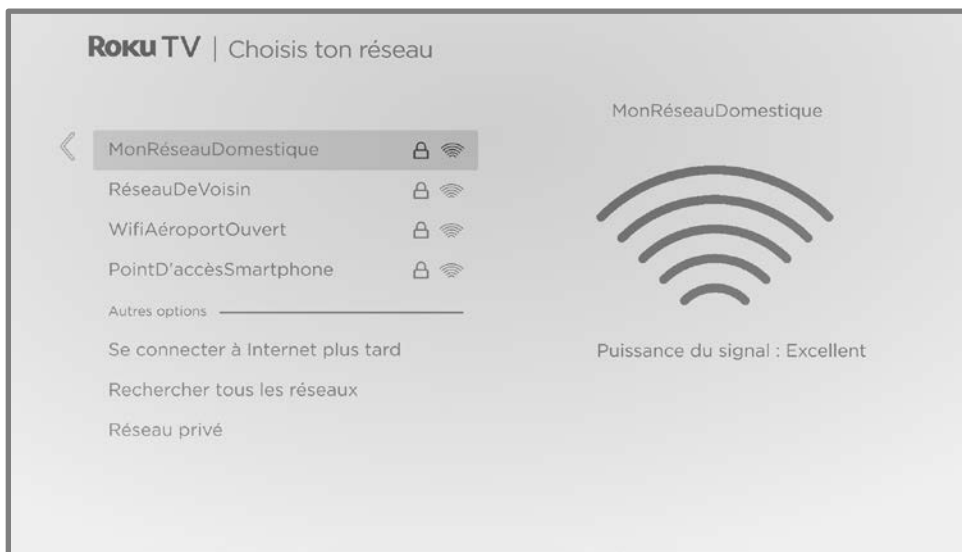 Roku TV | Choisis ton réseau
MonRéseauDomestique
RéseauDeVoisin
WifiAéroportOuvert
PointD'accèsSmartphone
Autres options
Se connecter à Internet plus tard
Rechercher tous les réseaux
Réseau privé
MonRéseauDomestique
Puissance du signal : Excellent